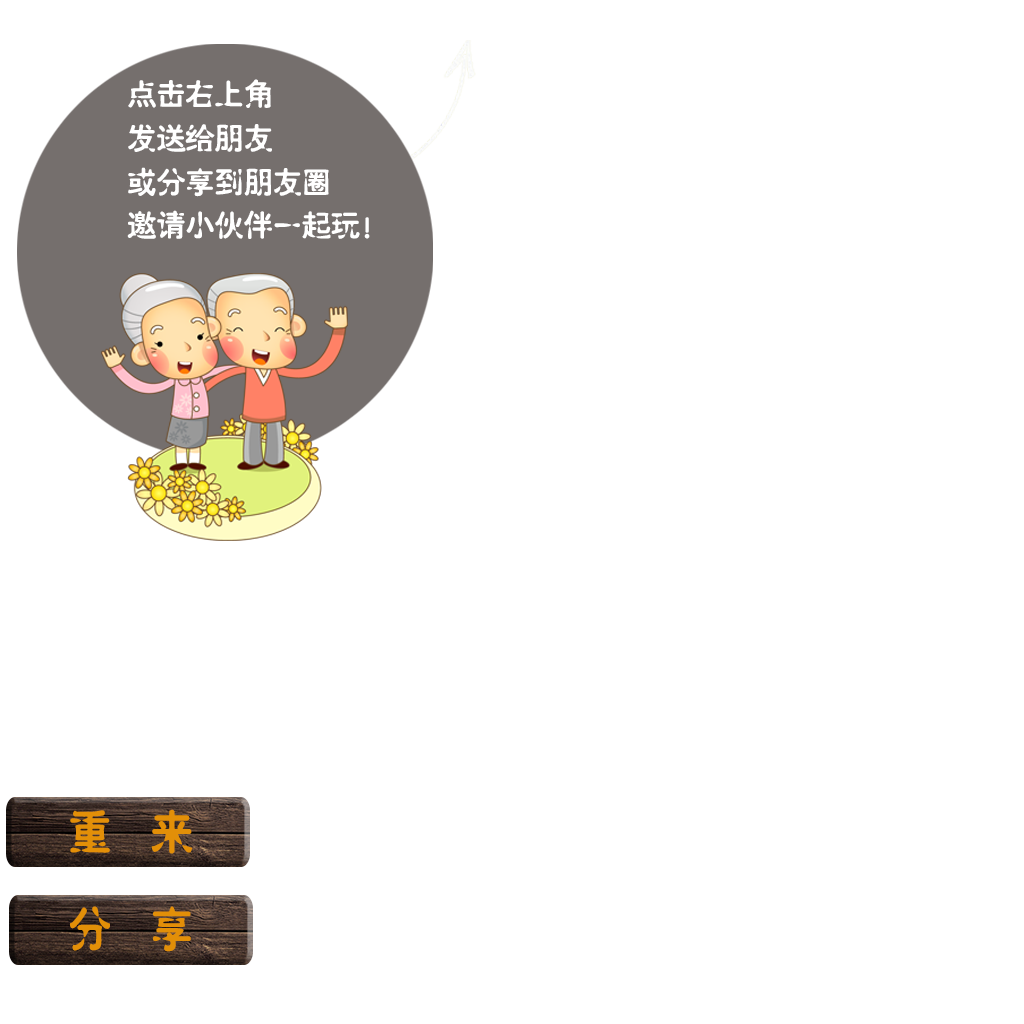 点击右上角
发送给朋友
或分享到朋友圈
邀请小伙伴一起玩!
重 来
分 享